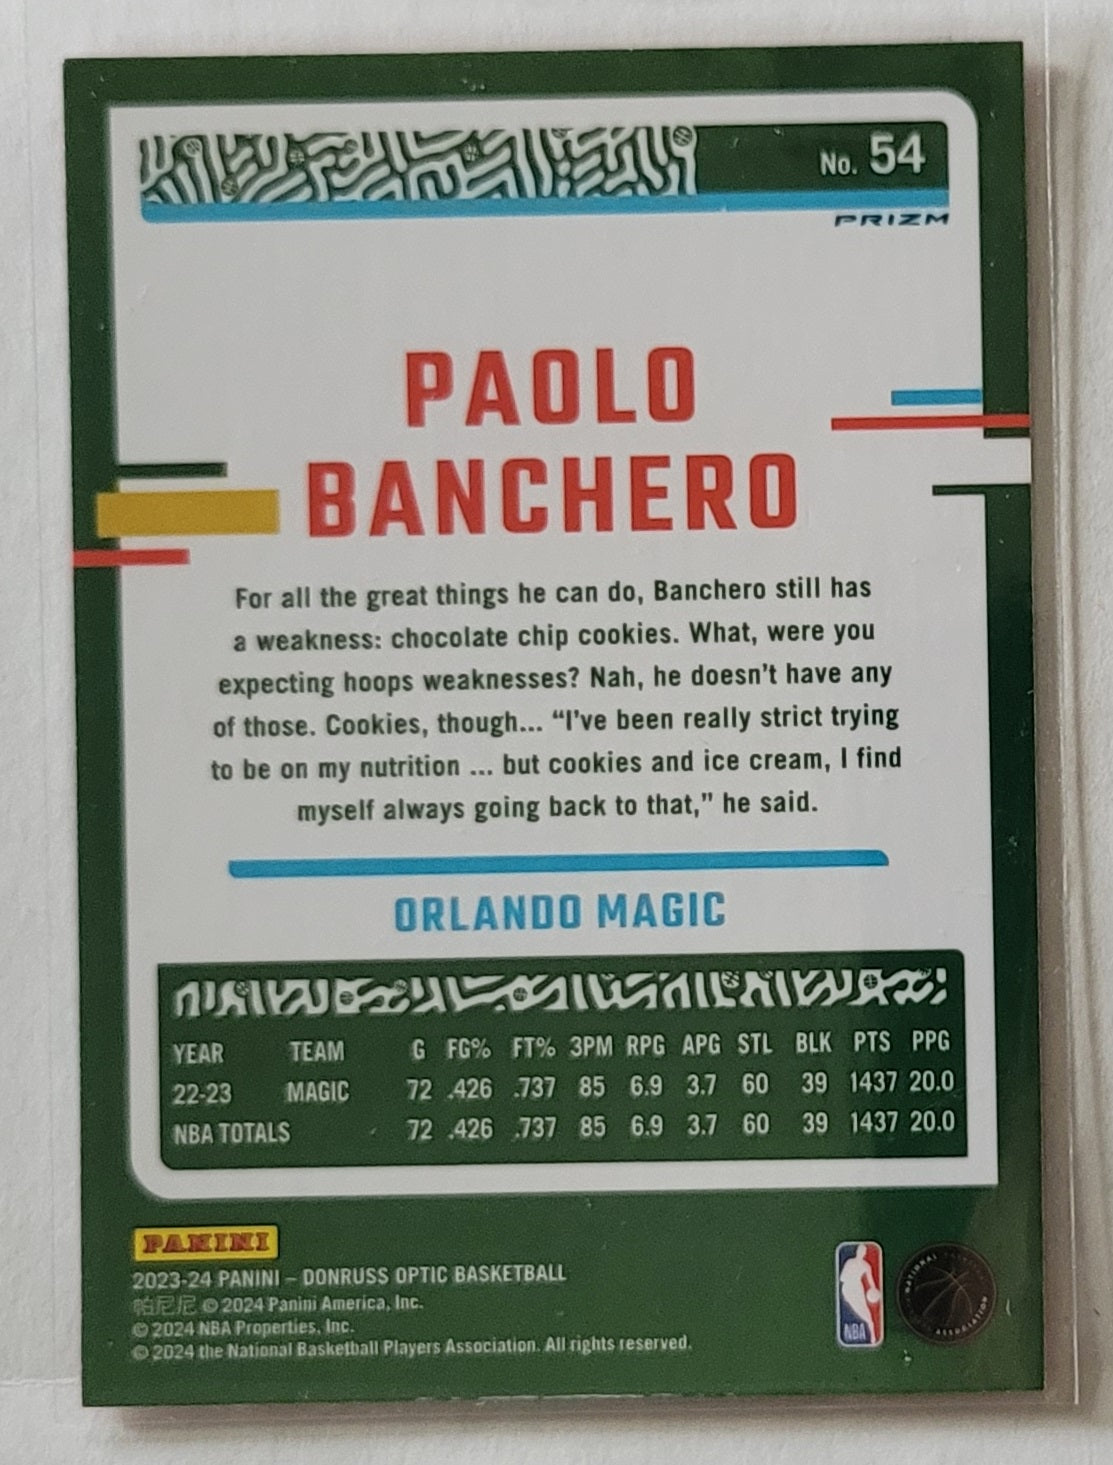 No. 54
PRIZM
PAOLO
BANCHERO
For all the great things he can do, Banchero still has
a weakness: chocolate chip cookies. What, were you
expecting hoops weaknesses? Nah, he doesn't have any
of those. Cookies, though... “I've been really strict trying
to be on my nutrition ... but cookies and ice cream, I find
myself always going back to that,” he said.
ORLANDO MAGIC
YEAR TEAM G FG% FT% 3PM RPG APG STL BLK PTS PPG
22-23 MAGIC 72 .426 .737 85 6.9 3.7 60 39 1437 20.0
NBA TOTALS 72 .426 .737 85 6.9 3.7 60 39 1437 20.0
PANINI
2023-24 PANINI – DONRUSS OPTIC BASKETBALL
帕尼尼 © 2024 Panini America, Inc.
© 2024 NBA Properties, Inc.
© 2024 the National Basketball Players Association. All rights reserved.
NBA